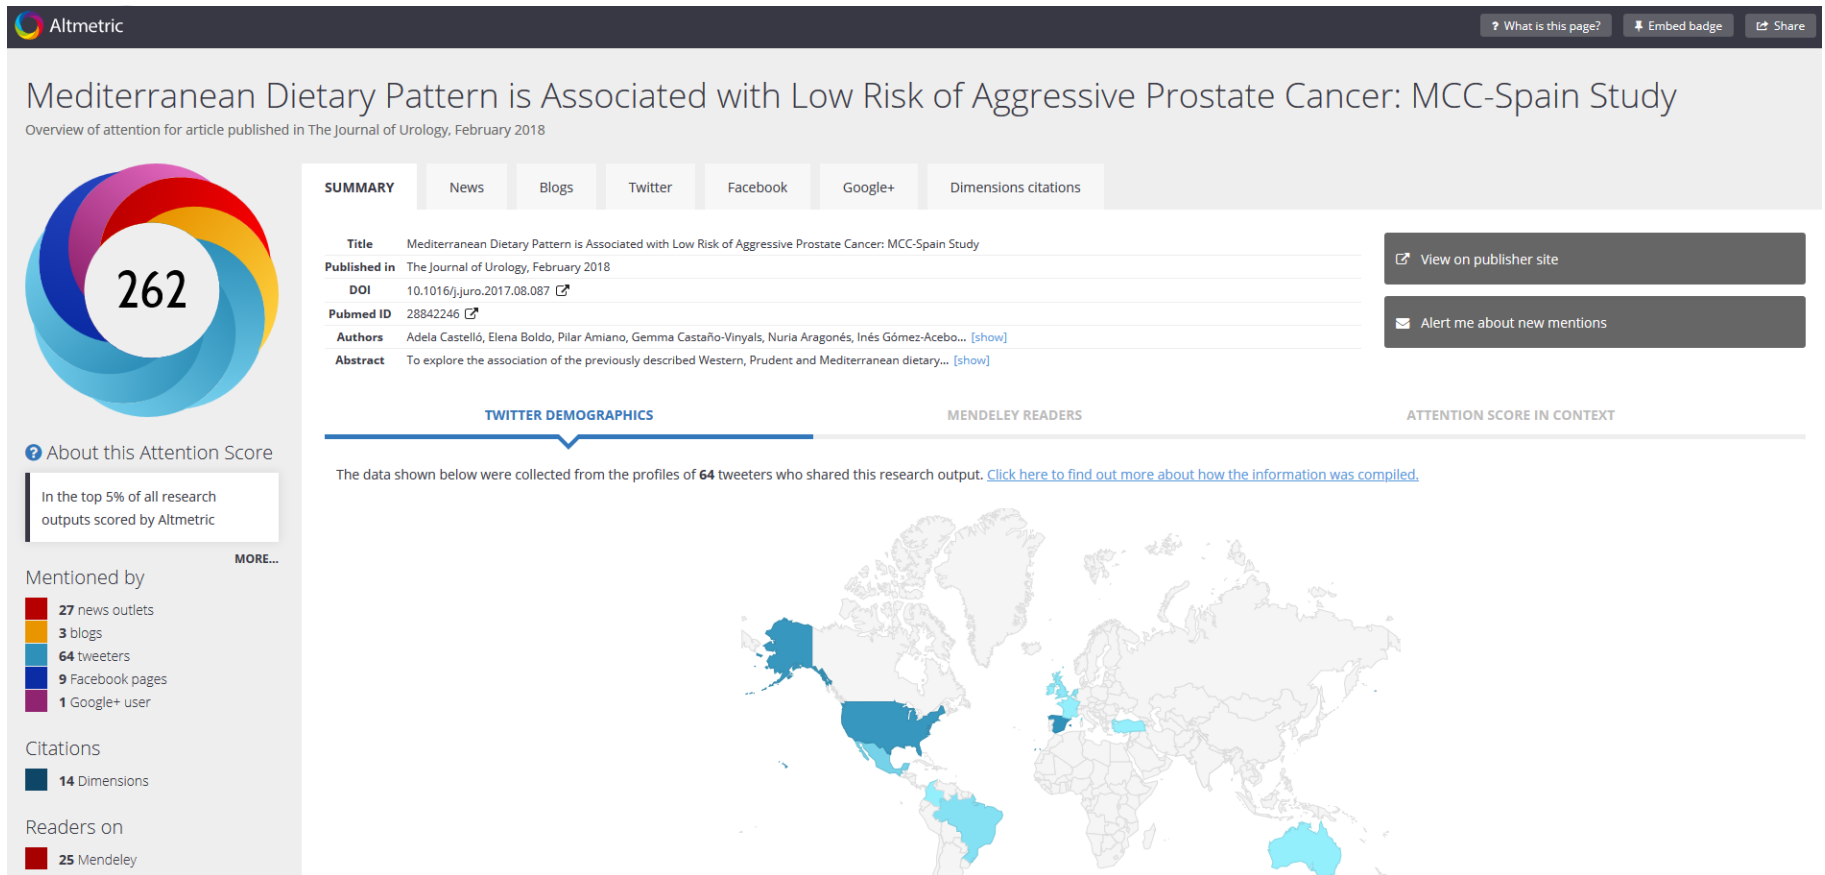 Altmetric
? What is this page?
Embed badge
Share
Mediterranean Dietary Pattern is Associated with Low Risk of Aggressive Prostate Cancer: MCC-Spain Study
Overview of attention for article published in The Journal of Urology, February 2018
262
? About this Attention Score
In the top 5% of all research
outputs scored by Altmetric
MORE...
Mentioned by
27 news outlets
3 blogs
64 tweeters
9 Facebook pages
1 Google+ user
Citations
14 Dimensions
Readers on
25 Mendeley
SUMMARY
News
Blogs
Twitter
Facebook
Google+
Dimensions citations
Title Mediterranean Dietary Pattern is Associated with Low Risk of Aggressive Prostate Cancer: MCC-Spain Study
Published in The Journal of Urology, February 2018
DOI 10.1016/j.juro.2017.08.087
Pubmed ID 28842246
Authors Adela Castelló, Elena Boldo, Pilar Amiano, Gemma Castaño-Vinyals, Nuria Aragonés, Inés Gómez-Acebo... [show]
Abstract To explore the association of the previously described Western, Prudent and Mediterranean dietary... [show]
View on publisher site
Alert me about new mentions
TWITTER DEMOGRAPHICS
MENDELEY READERS
ATTENTION SCORE IN CONTEXT
The data shown below were collected from the profiles of 64 tweeters who shared this research output. Click here to find out more about how the information was compiled.